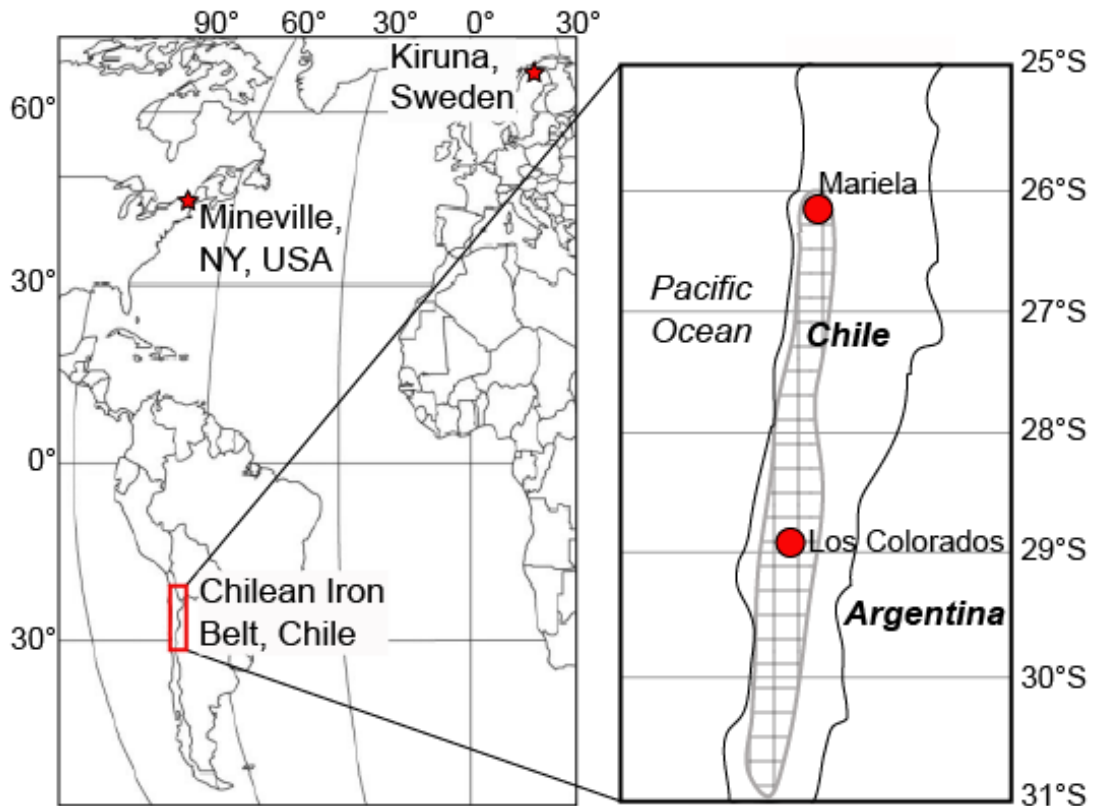 90° 60° 30° 0° 30°
Kiruna,
Sweden
60°
Mineville,
NY, USA
30°
0°
Chilean Iron
Belt, Chile
30°
25°S
26°S
Mariela
Pacific
Ocean
27°S
Chile
28°S
Los Colorados
29°S
Argentina
30°S
31°S